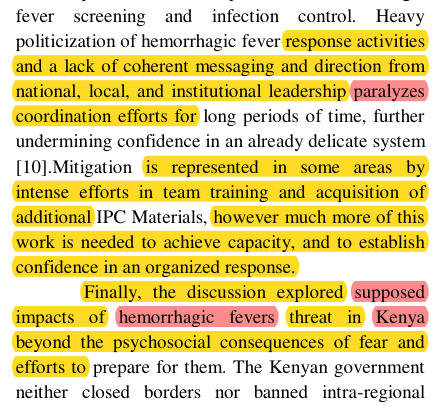 fever screening and infection control. Heavy
politicization of hemorrhagic fever response activities
and a lack of coherent messaging and direction from
national, local, and institutional leadership paralyzes
coordination efforts for long periods of time, further
undermining confidence in an already delicate system
[10].Mitigation is represented in some areas by
intense efforts in team training and acquisition of
additional IPC Materials, however much more of this
work is needed to achieve capacity, and to establish
confidence in an organized response.
Finally, the discussion explored supposed
impacts of hemorrhagic fevers threat in Kenya
beyond the psychosocial consequences of fear and
efforts to prepare for them. The Kenyan government
neither closed borders nor banned intra-regional